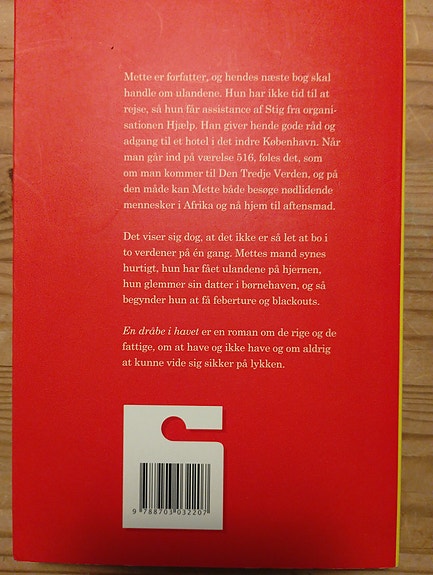 Mette er forfatter, og hendes næste bog skal
handle om ulandene. Hun har ikke tid til at
rejse, så hun får assistance af Stig fra organi-
sationen Hjælp. Han giver hende gode råd og
adgang til et hotel i det indre København. Når
man går ind på værelse 516, føles det, som
om man kommer til Den Tredje Verden, og på
den måde kan Mette både besøge nødlidende
mennesker i Afrika og nå hjem til aftensmad.
Det viser sig dog, at det ikke er så let at bo i
to verdener på én gang. Mettes mand synes
hurtigt, hun har fået ulandene på hjernen,
hun glemmer sin datter i børnehaven, og så
begynder hun at få feberture og blackouts.
En dråbe i havet er en roman om de rige og de
fattige, om at have og ikke have og om aldrig
at kunne vide sig sikker på lykken.
9 788703 032207